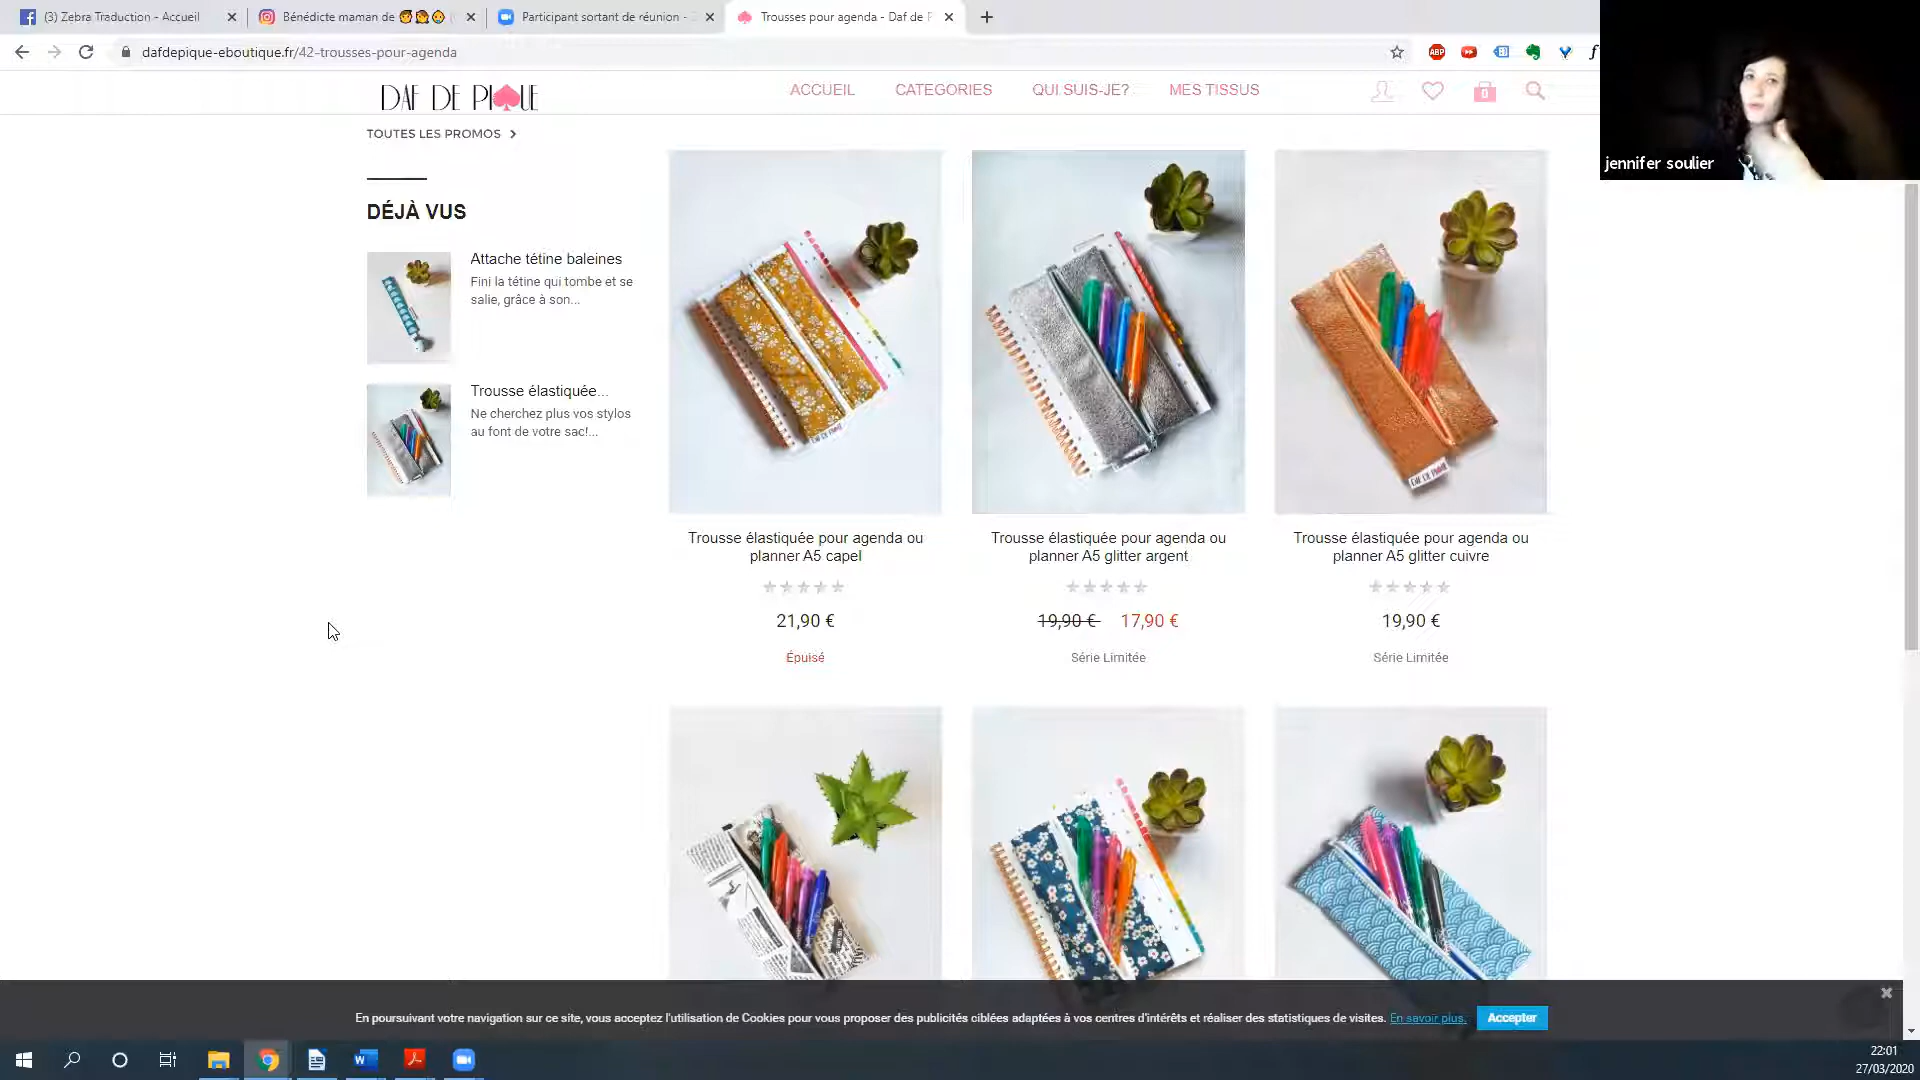 (3) Zebra Traduction - Accueil
Bénédicte maman de
Participant sortant de réunion -
Trousses pour agenda - Daf de P
dafdepique-eboutique.fr/42-trousses-pour-agenda
ABP
DAF DE PIQUE
ACCUEIL
CATEGORIES
QUI SUIS-JE?
MES TISSUS
0
jennifer soulier
TOUTES LES PROMOS
DÉJÀ VUS
Attache tétine baleines
Fini la tétine qui tombe et se
salie, grâce à son...
Trousse élastiquée...
Ne cherchez plus vos stylos
au font de votre sac!...
Trousse élastiquée pour agenda ou
planner A5 capel
21,90 €
Épuisé
Trousse élastiquée pour agenda ou
planner A5 glitter argent
19,90 € 17,90 €
Série Limitée
Trousse élastiquée pour agenda ou
planner A5 glitter cuivre
19,90 €
Série Limitée
En poursuivant votre navigation sur ce site, vous acceptez l'utilisation de Cookies pour vous proposer des publicités ciblées adaptées à vos centres d'intérêts et réaliser des statistiques de visites. En savoir plus. Accepter
22:01
27/03/2020